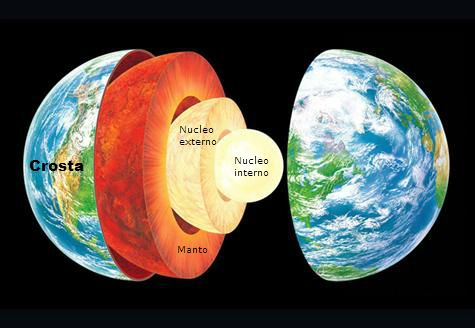 Crosta
Nucleo
externo
Nucleo
interno
Manto